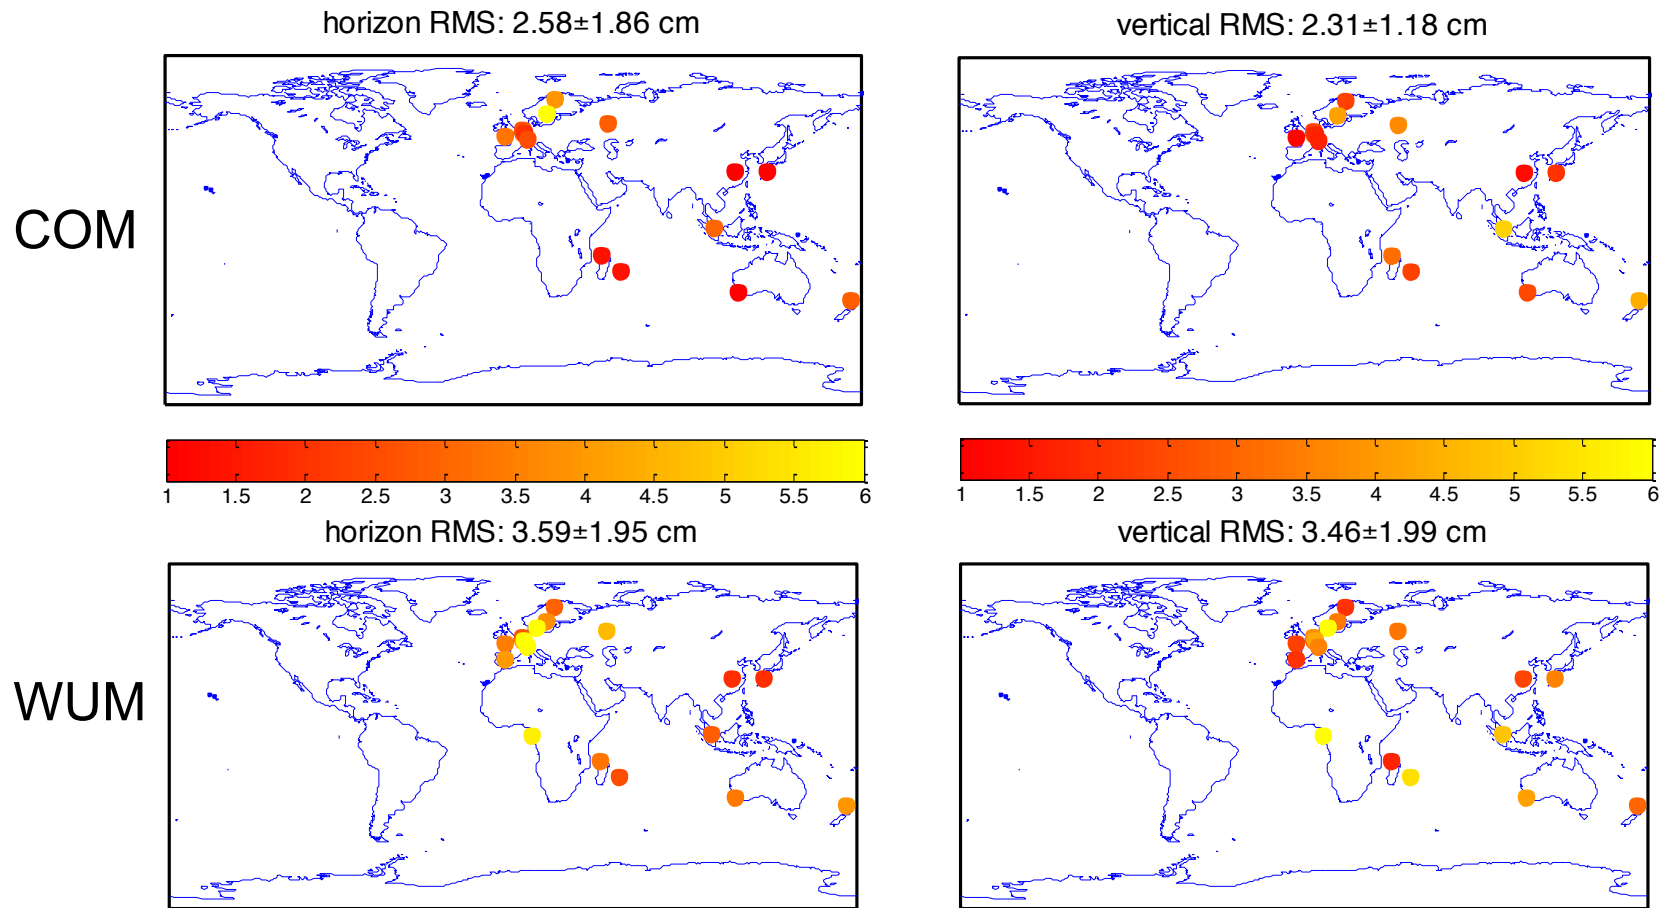 horizon RMS: 2.58±1.86 cm
vertical RMS: 2.31±1.18 cm
COM
1 1.5 2 2.5 3 3.5 4 4.5 5 5.5 6
1 1.5 2 2.5 3 3.5 4 4.5 5 5.5 6
horizon RMS: 3.59±1.95 cm
vertical RMS: 3.46±1.99 cm
WUM